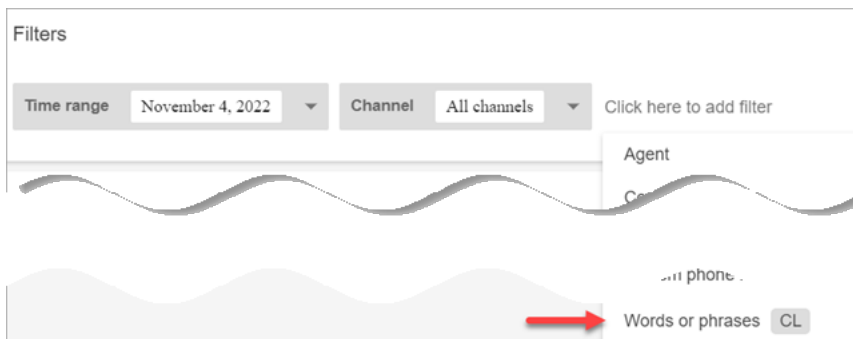 Filters
Time range November 4, 2022 Channel All channels Click here to add filter
Agent
phone
Words or phrases CL